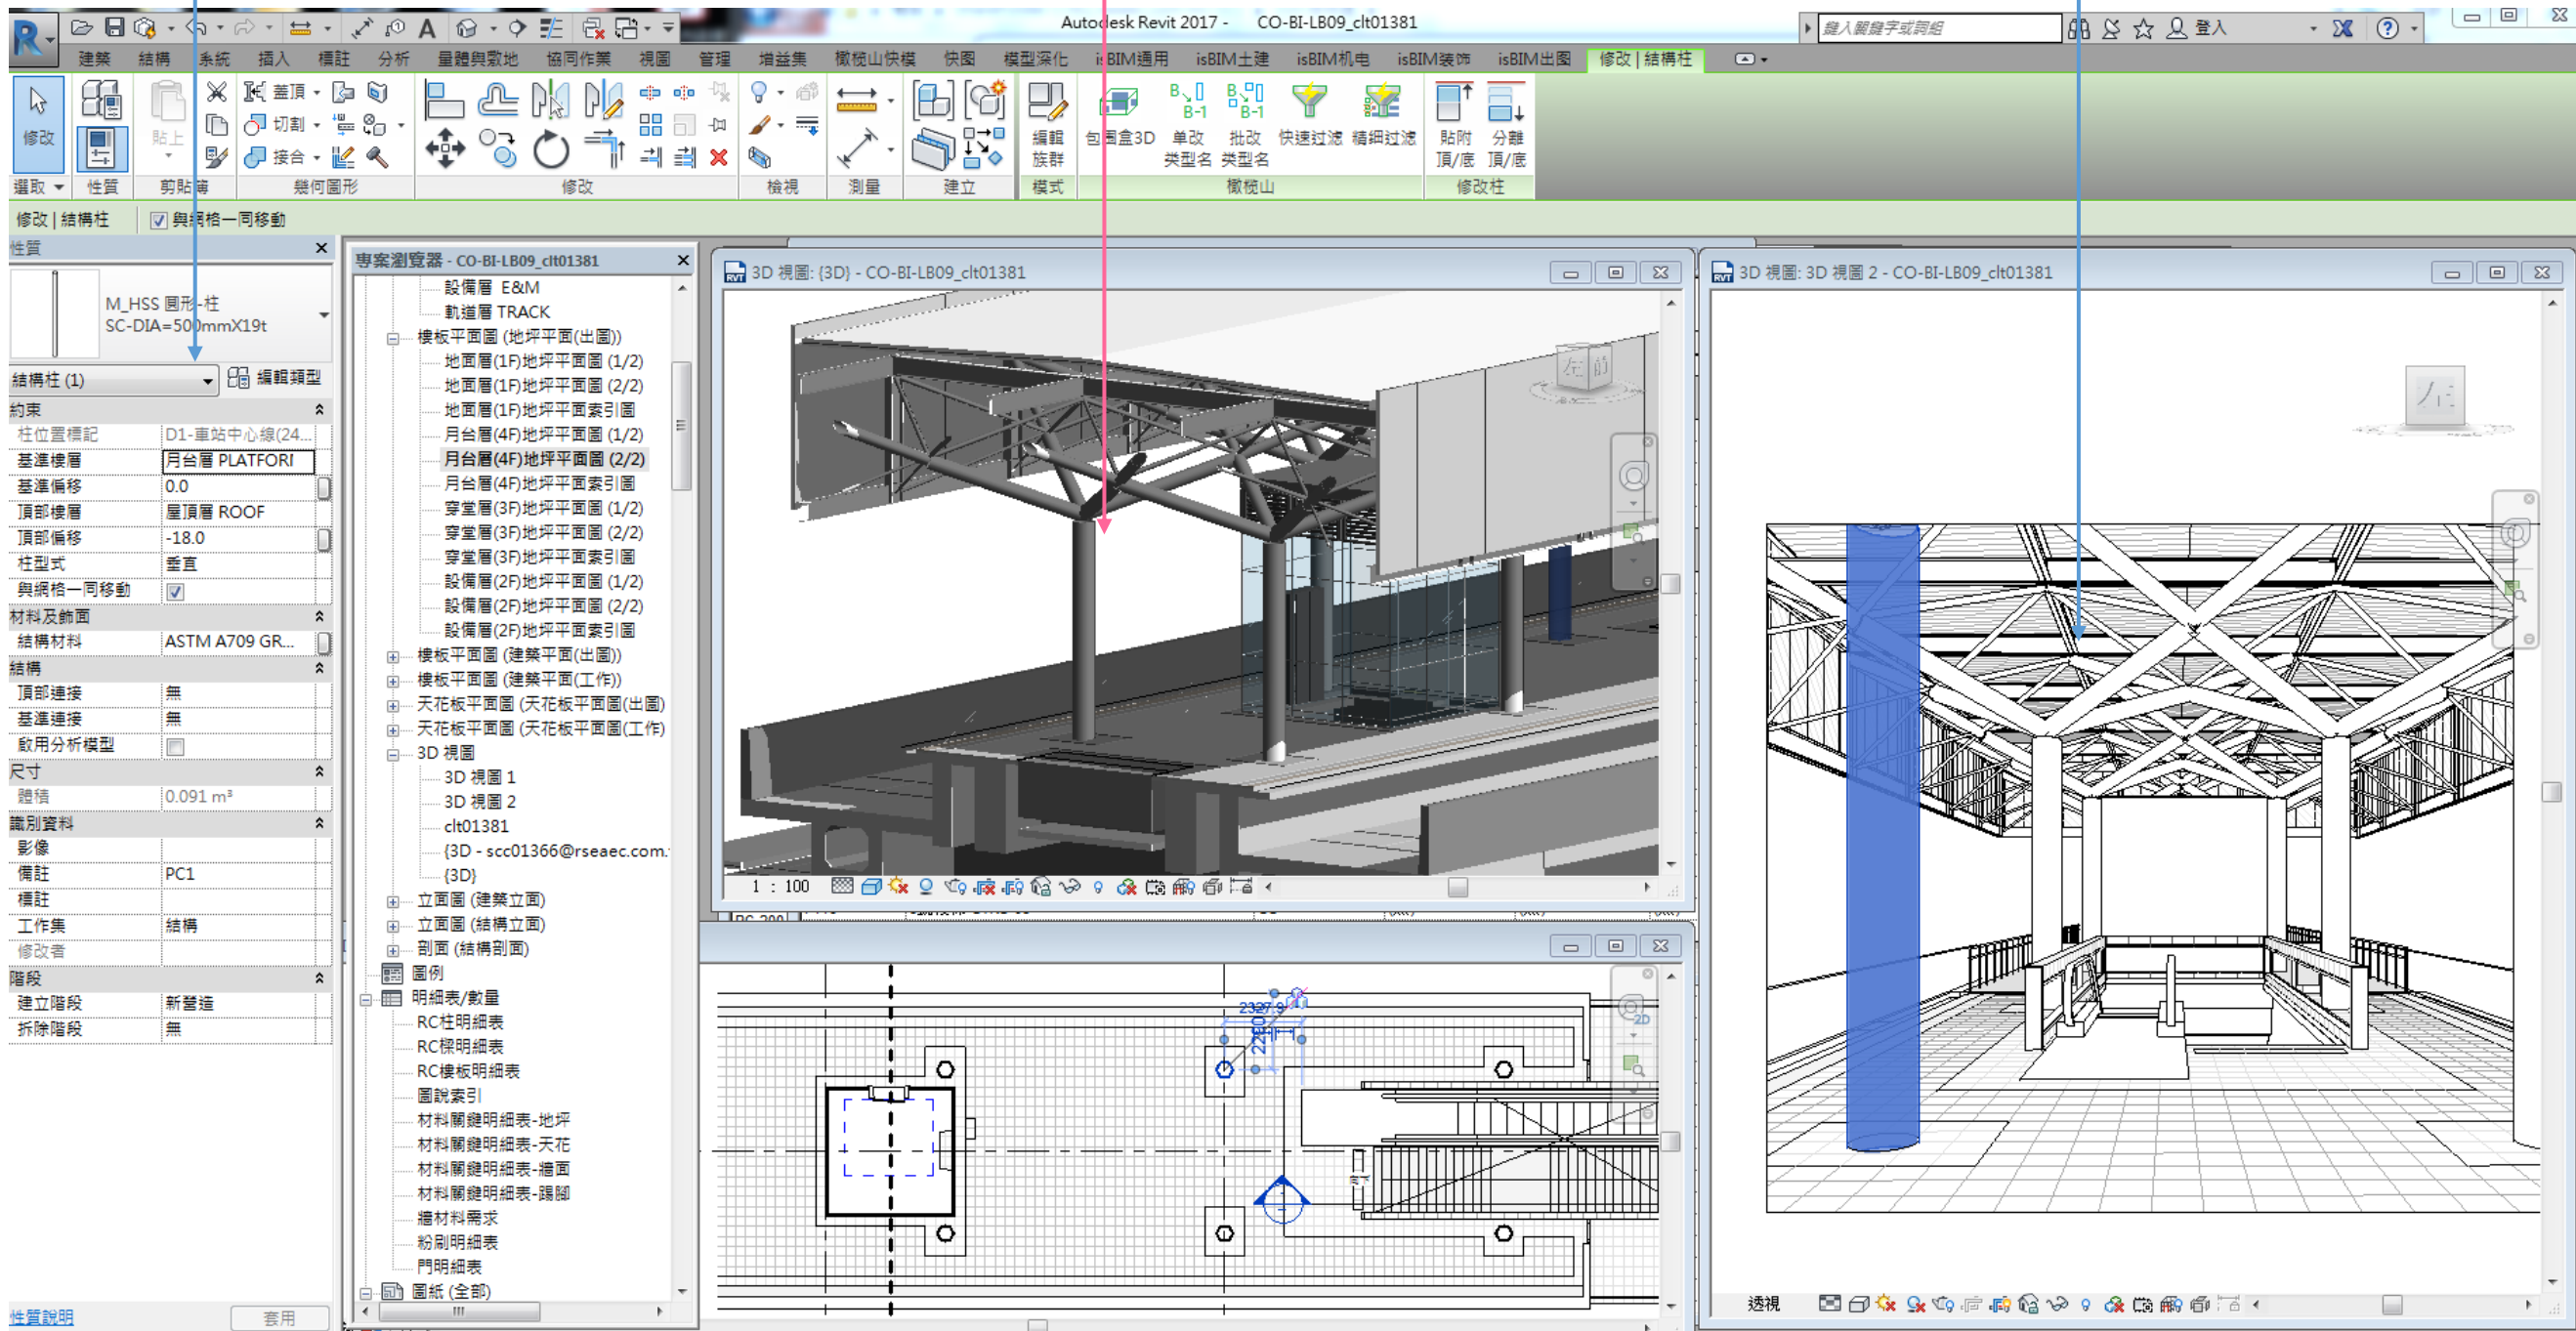 Autodesk Revit 2017 - CO-BI-LB09_clt01381
鍵入關鍵字或詞組
登入
建築 結構 系統 插入 標註 分析 量體與敷地 協同作業 視圖 管理 增益集 橄欖山快模 快图 模型深化 isBIM通用 isBIM土建 isBIM机电 isBIM装饰 isBIM出图 修改 | 結構柱
修改
貼上
蓋頂
切割
接合
編輯 族群
包围盒3D
单改 类型名
批改 类型名
快速过滤
精细过滤
貼附 頂/底
分離 頂/底
選取 性質 剪貼簿 幾何圖形 修改 檢視 測量 建立 模式 橄榄山 修改柱
修改 | 結構柱 與網格一同移動
性質
M_HSS 圓形-柱
SC-DIA=500mmX19t
結構柱 (1) 編輯類型
約束
柱位置標記 D1-車站中心線(24...
基準樓層 月台層 PLATFORI
基準偏移 0.0
頂部樓層 屋頂層 ROOF
頂部偏移 -18.0
柱型式 垂直
與網格一同移動
材料及飾面
結構材料 ASTM A709 GR...
結構
頂部連接 無
基準連接 無
啟用分析模型
尺寸
體積 0.091 m³
識別資料
影像
備註 PC1
標註
工作集 結構
修改者
階段
建立階段 新營造
拆除階段 無
性質說明 套用
專案瀏覽器 - CO-BI-LB09_clt01381
設備層 E&M
軌道層 TRACK
樓板平面圖 (地坪平面(出圖))
地面層(1F)地坪平面圖 (1/2)
地面層(1F)地坪平面圖 (2/2)
地面層(1F)地坪平面索引圖
月台層(4F)地坪平面圖 (1/2)
月台層(4F)地坪平面圖 (2/2)
月台層(4F)地坪平面索引圖
穿堂層(3F)地坪平面圖 (1/2)
穿堂層(3F)地坪平面圖 (2/2)
穿堂層(3F)地坪平面索引圖
設備層(2F)地坪平面圖 (1/2)
設備層(2F)地坪平面圖 (2/2)
設備層(2F)地坪平面索引圖
樓板平面圖 (建築平面(出圖))
樓板平面圖 (建築平面(工作))
天花板平面圖 (天花板平面圖(出圖)
天花板平面圖 (天花板平面圖(工作)
3D 視圖
3D 視圖 1
3D 視圖 2
clt01381
{3D - scc01366@rseaec.com.
{3D}
立面圖 (建築立面)
立面圖 (結構立面)
剖面 (結構剖面)
圖例
明細表/數量
RC柱明細表
RC樑明細表
RC樓板明細表
圖說索引
材料關鍵明細表-地坪
材料關鍵明細表-天花
材料關鍵明細表-牆面
材料關鍵明細表-踢腳
牆材料需求
粉刷明細表
門明細表
圖紙 (全部)
3D 視圖: {3D} - CO-BI-LB09_clt01381
左 前
1 : 100
2327.9
2D
3D 視圖: 3D 視圖 2 - CO-BI-LB09_clt01381
透視